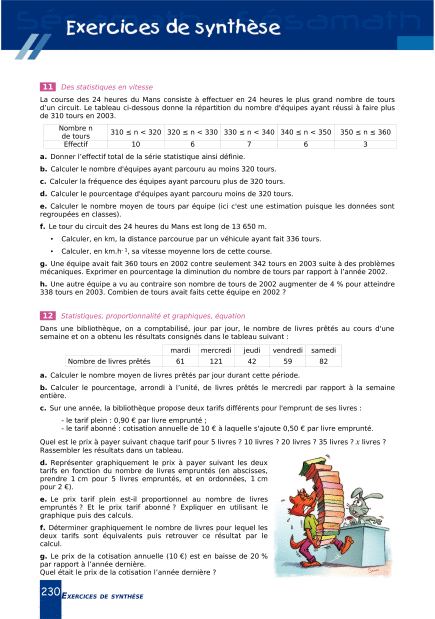 Exercices de synthèse
11 Des statistiques en vitesse
La course des 24 heures du Mans consiste à effectuer en 24 heures le plus grand nombre de tours
d'un circuit. Le tableau ci-dessous donne la répartition du nombre d'équipes ayant réussi à faire plus
de 310 tours en 2003.
Nombre n
de tours
310 ≤ n < 320 320 ≤ n < 330 330 ≤ n < 340 340 ≤ n < 350 350 ≤ n ≤ 360
Effectif 10 6 7 6 3
a. Donner l'effectif total de la série statistique ainsi définie.
b. Calculer le nombre d'équipes ayant parcouru au moins 320 tours.
c. Calculer la fréquence des équipes ayant parcouru plus de 320 tours.
d. Calculer le pourcentage d'équipes ayant parcouru moins de 320 tours.
e. Calculer le nombre moyen de tours par équipe (ici c'est une estimation puisque les données sont
regroupées en classes).
f. Le tour du circuit des 24 heures du Mans est long de 13 650 m.
• Calculer, en km, la distance parcourue par un véhicule ayant fait 336 tours.
• Calculer, en km.h⁻¹, sa vitesse moyenne lors de cette course.
g. Une équipe avait fait 360 tours en 2002 contre seulement 342 tours en 2003 suite à des problèmes
mécaniques. Exprimer en pourcentage la diminution du nombre de tours par rapport à l'année 2002.
h. Une autre équipe a vu au contraire son nombre de tours de 2002 augmenter de 4 % pour atteindre
338 tours en 2003. Combien de tours avait faits cette équipe en 2002 ?
12 Statistiques, proportionnalité et graphiques, équation
Dans une bibliothèque, on a comptabilisé, jour par jour, le nombre de livres prêtés au cours d'une
semaine et on a obtenu les résultats consignés dans le tableau suivant :
mardi mercredi jeudi vendredi samedi
Nombre de livres prêtés 61 121 42 59 82
a. Calculer le nombre moyen de livres prêtés par jour durant cette période.
b. Calculer le pourcentage, arrondi à l'unité, de livres prêtés le mercredi par rapport à la semaine
entière.
c. Sur une année, la bibliothèque propose deux tarifs différents pour l'emprunt de ses livres :
- le tarif plein : 0,90 € par livre emprunté ;
- le tarif abonné : cotisation annuelle de 10 € à laquelle s'ajoute 0,50 € par livre emprunté.
Quel est le prix à payer suivant chaque tarif pour 5 livres ? 10 livres ? 20 livres ? 35 livres ? x livres ?
Rassembler les résultats dans un tableau.
d. Représenter graphiquement le prix à payer suivant les deux
tarifs en fonction du nombre de livres empruntés (en abscisses,
prendre 1 cm pour 5 livres empruntés, et en ordonnées, 1 cm
pour 2 €).
e. Le prix tarif plein est-il proportionnel au nombre de livres
empruntés ? Et le prix tarif abonné ? Expliquer en utilisant le
graphique puis des calculs.
f. Déterminer graphiquement le nombre de livres pour lequel les
deux tarifs sont équivalents puis retrouver ce résultat par le
calcul.
g. Le prix de la cotisation annuelle (10 €) est en baisse de 20 %
par rapport à l'année dernière.
Quel était le prix de la cotisation l'année dernière ?
230 EXERCICES DE SYNTHÈSE